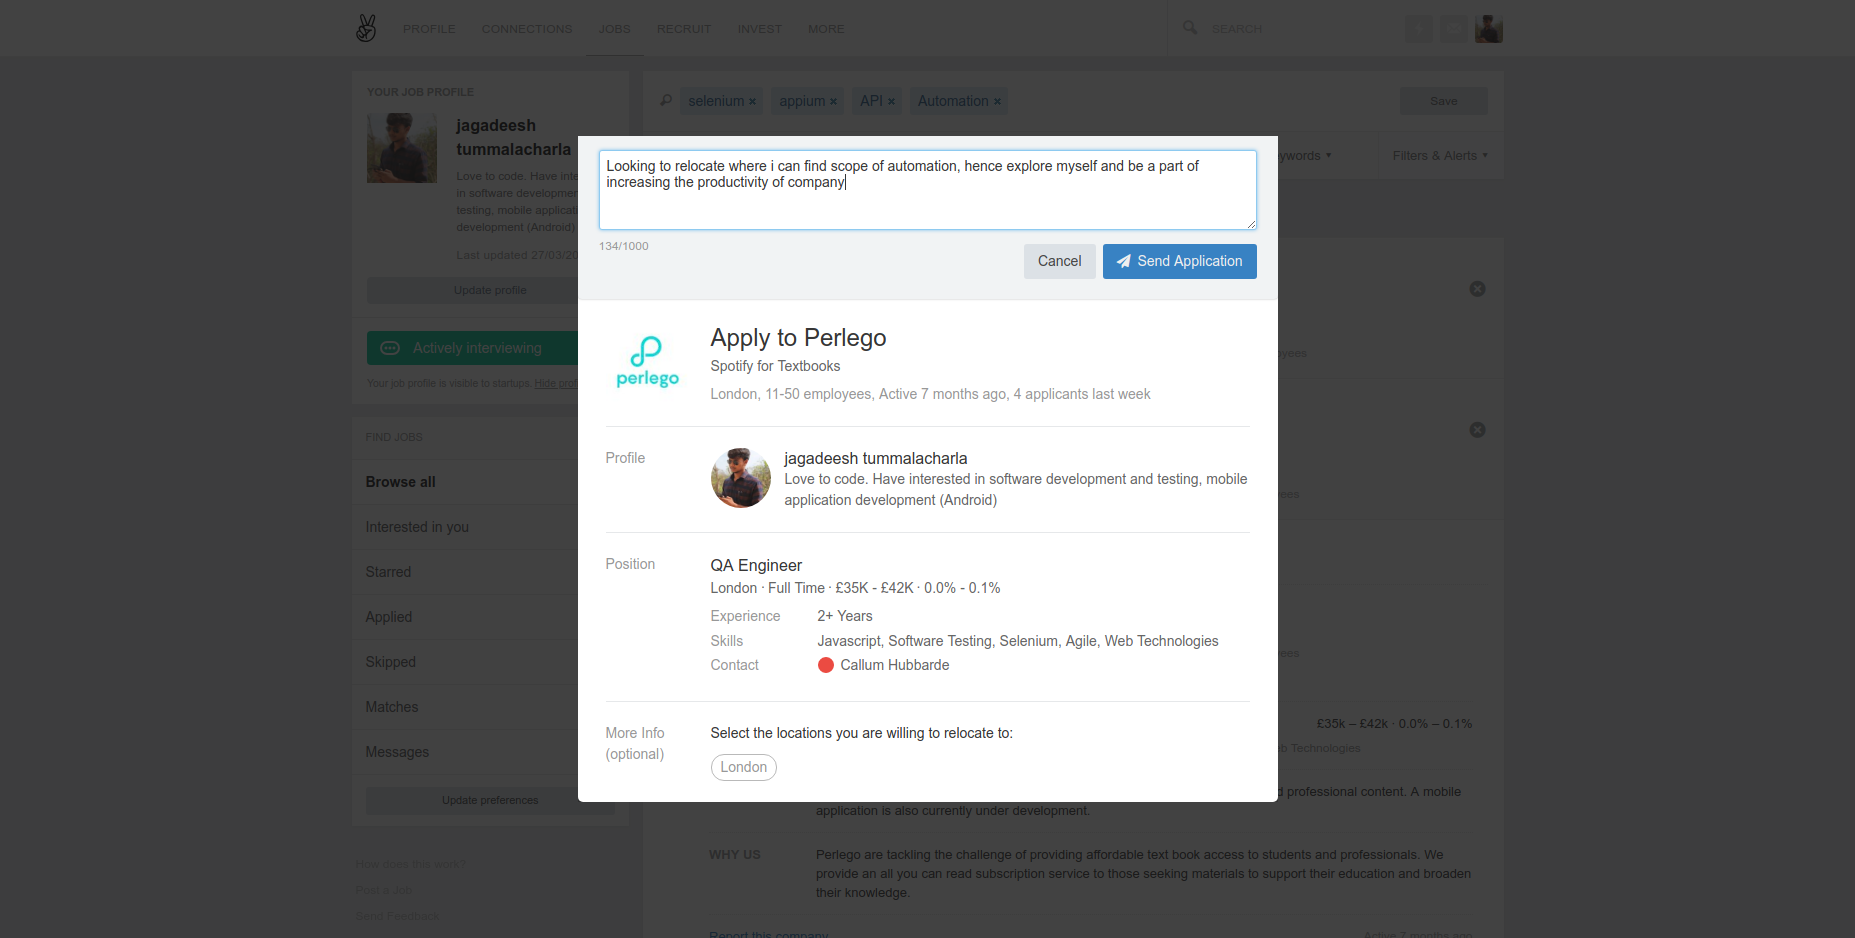 PROFILE
CONNECTIONS
JOBS
RECRUIT
INVEST
MORE
SEARCH
YOUR JOB PROFILE
jagadeesh
tummalacharla
Love to code. Have inte
in software developmen
testing, mobile applicati
development (Android)
Last updated 27/03/20
Update profile
Actively interviewing
Your job profile is visible to startups. Hide prof
FIND JOBS
Browse all
Interested in you
Starred
Applied
Skipped
Matches
Messages
Update preferences
How does this work?
Post a Job
Send Feedback
selenium ×
appium ×
API ×
Automation ×
Save
ywords ▾
Filters & Alerts ▾
Looking to relocate where i can find scope of automation, hence explore myself and be a part of
increasing the productivity of company
134/1000
Cancel
Send Application
perlego
Apply to Perlego
Spotify for Textbooks
London, 11-50 employees, Active 7 months ago, 4 applicants last week
Profile
jagadeesh tummalacharla
Love to code. Have interested in software development and testing, mobile
application development (Android)
Position
QA Engineer
London · Full Time · £35K - £42K · 0.0% - 0.1%
Experience 2+ Years
Skills Javascript, Software Testing, Selenium, Agile, Web Technologies
Contact Callum Hubbarde
More Info
(optional)
Select the locations you are willing to relocate to:
London
oyees
ees
ees
£35k – £42k · 0.0% – 0.1%
b Technologies
d professional content. A mobile
application is also currently under development.
WHY US
Perlego are tackling the challenge of providing affordable text book access to students and professionals. We
provide an all you can read subscription service to those seeking materials to support their education and broaden
their knowledge.
Report this company
Active 7 months ago